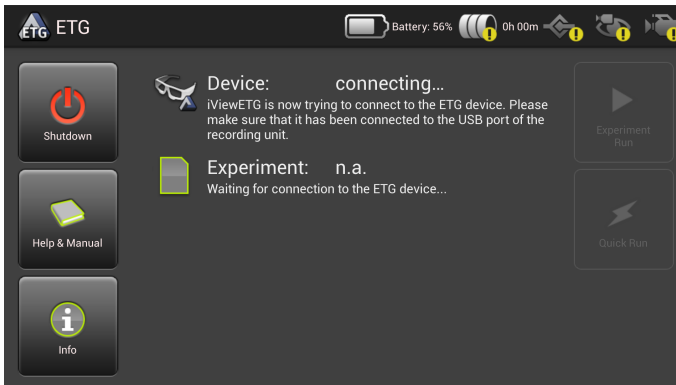 ETG ETG Battery: 56% 0h 00m
Device: connecting...
iViewETG is now trying to connect to the ETG device. Please
make sure that it has been connected to the USB port of the
recording unit.
Shutdown
Experiment
Run
Experiment: n.a.
Waiting for connection to the ETG device...
Help & Manual
Quick Run
Info